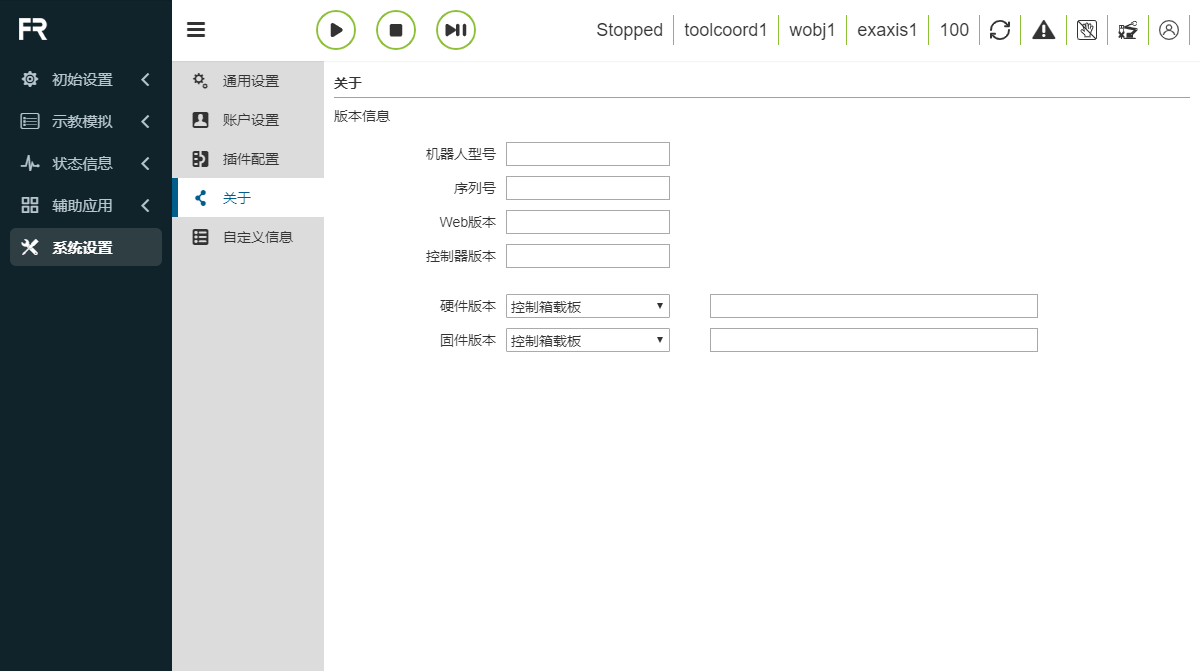 FR
Stopped toolcoord1 wobj1 exaxis1 100
初始设置
示教模拟
状态信息
辅助应用
系统设置
通用设置
账户设置
插件配置
关于
自定义信息
关于
版本信息
机器人型号
序列号
Web版本
控制器版本
硬件版本 控制箱载板
固件版本 控制箱载板